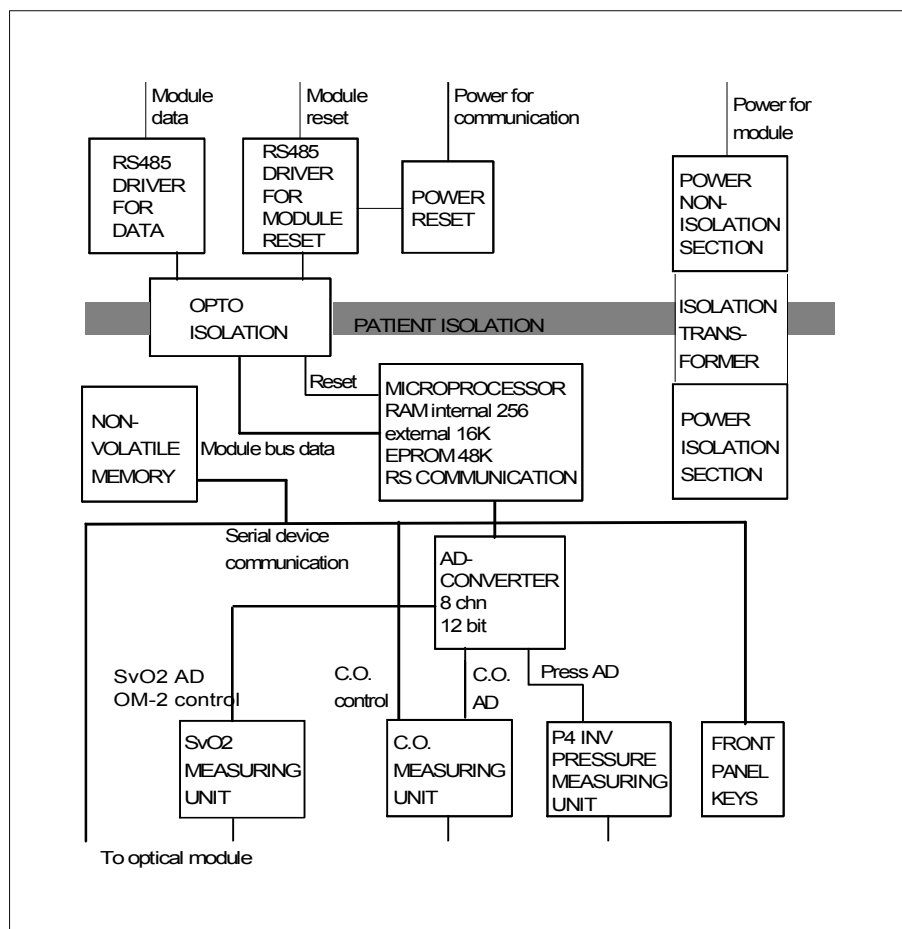 Module
data
Module
reset
Power for
communication
Power for
module
RS485
DRIVER
FOR
DATA
RS485
DRIVER
FOR
MODULE
RESET
POWER
RESET
POWER
NON-
ISOLATION
SECTION
OPTO
ISOLATION
PATIENT ISOLATION
ISOLATION
TRANS-
FORMER
Reset
MICROPROCESSOR
RAM internal 256
external 16K
EPROM 48K
RS COMMUNICATION
NON-
VOLATILE
MEMORY
Module bus data
POWER
ISOLATION
SECTION
Serial device
communication
AD-
CONVERTER
8 chn
12 bit
SvO2 AD
OM-2 control
C.O.
control
C.O.
AD
Press AD
SvO2
MEASURING
UNIT
C.O.
MEASURING
UNIT
P4 INV
PRESSURE
MEASURING
UNIT
FRONT
PANEL
KEYS
To optical module